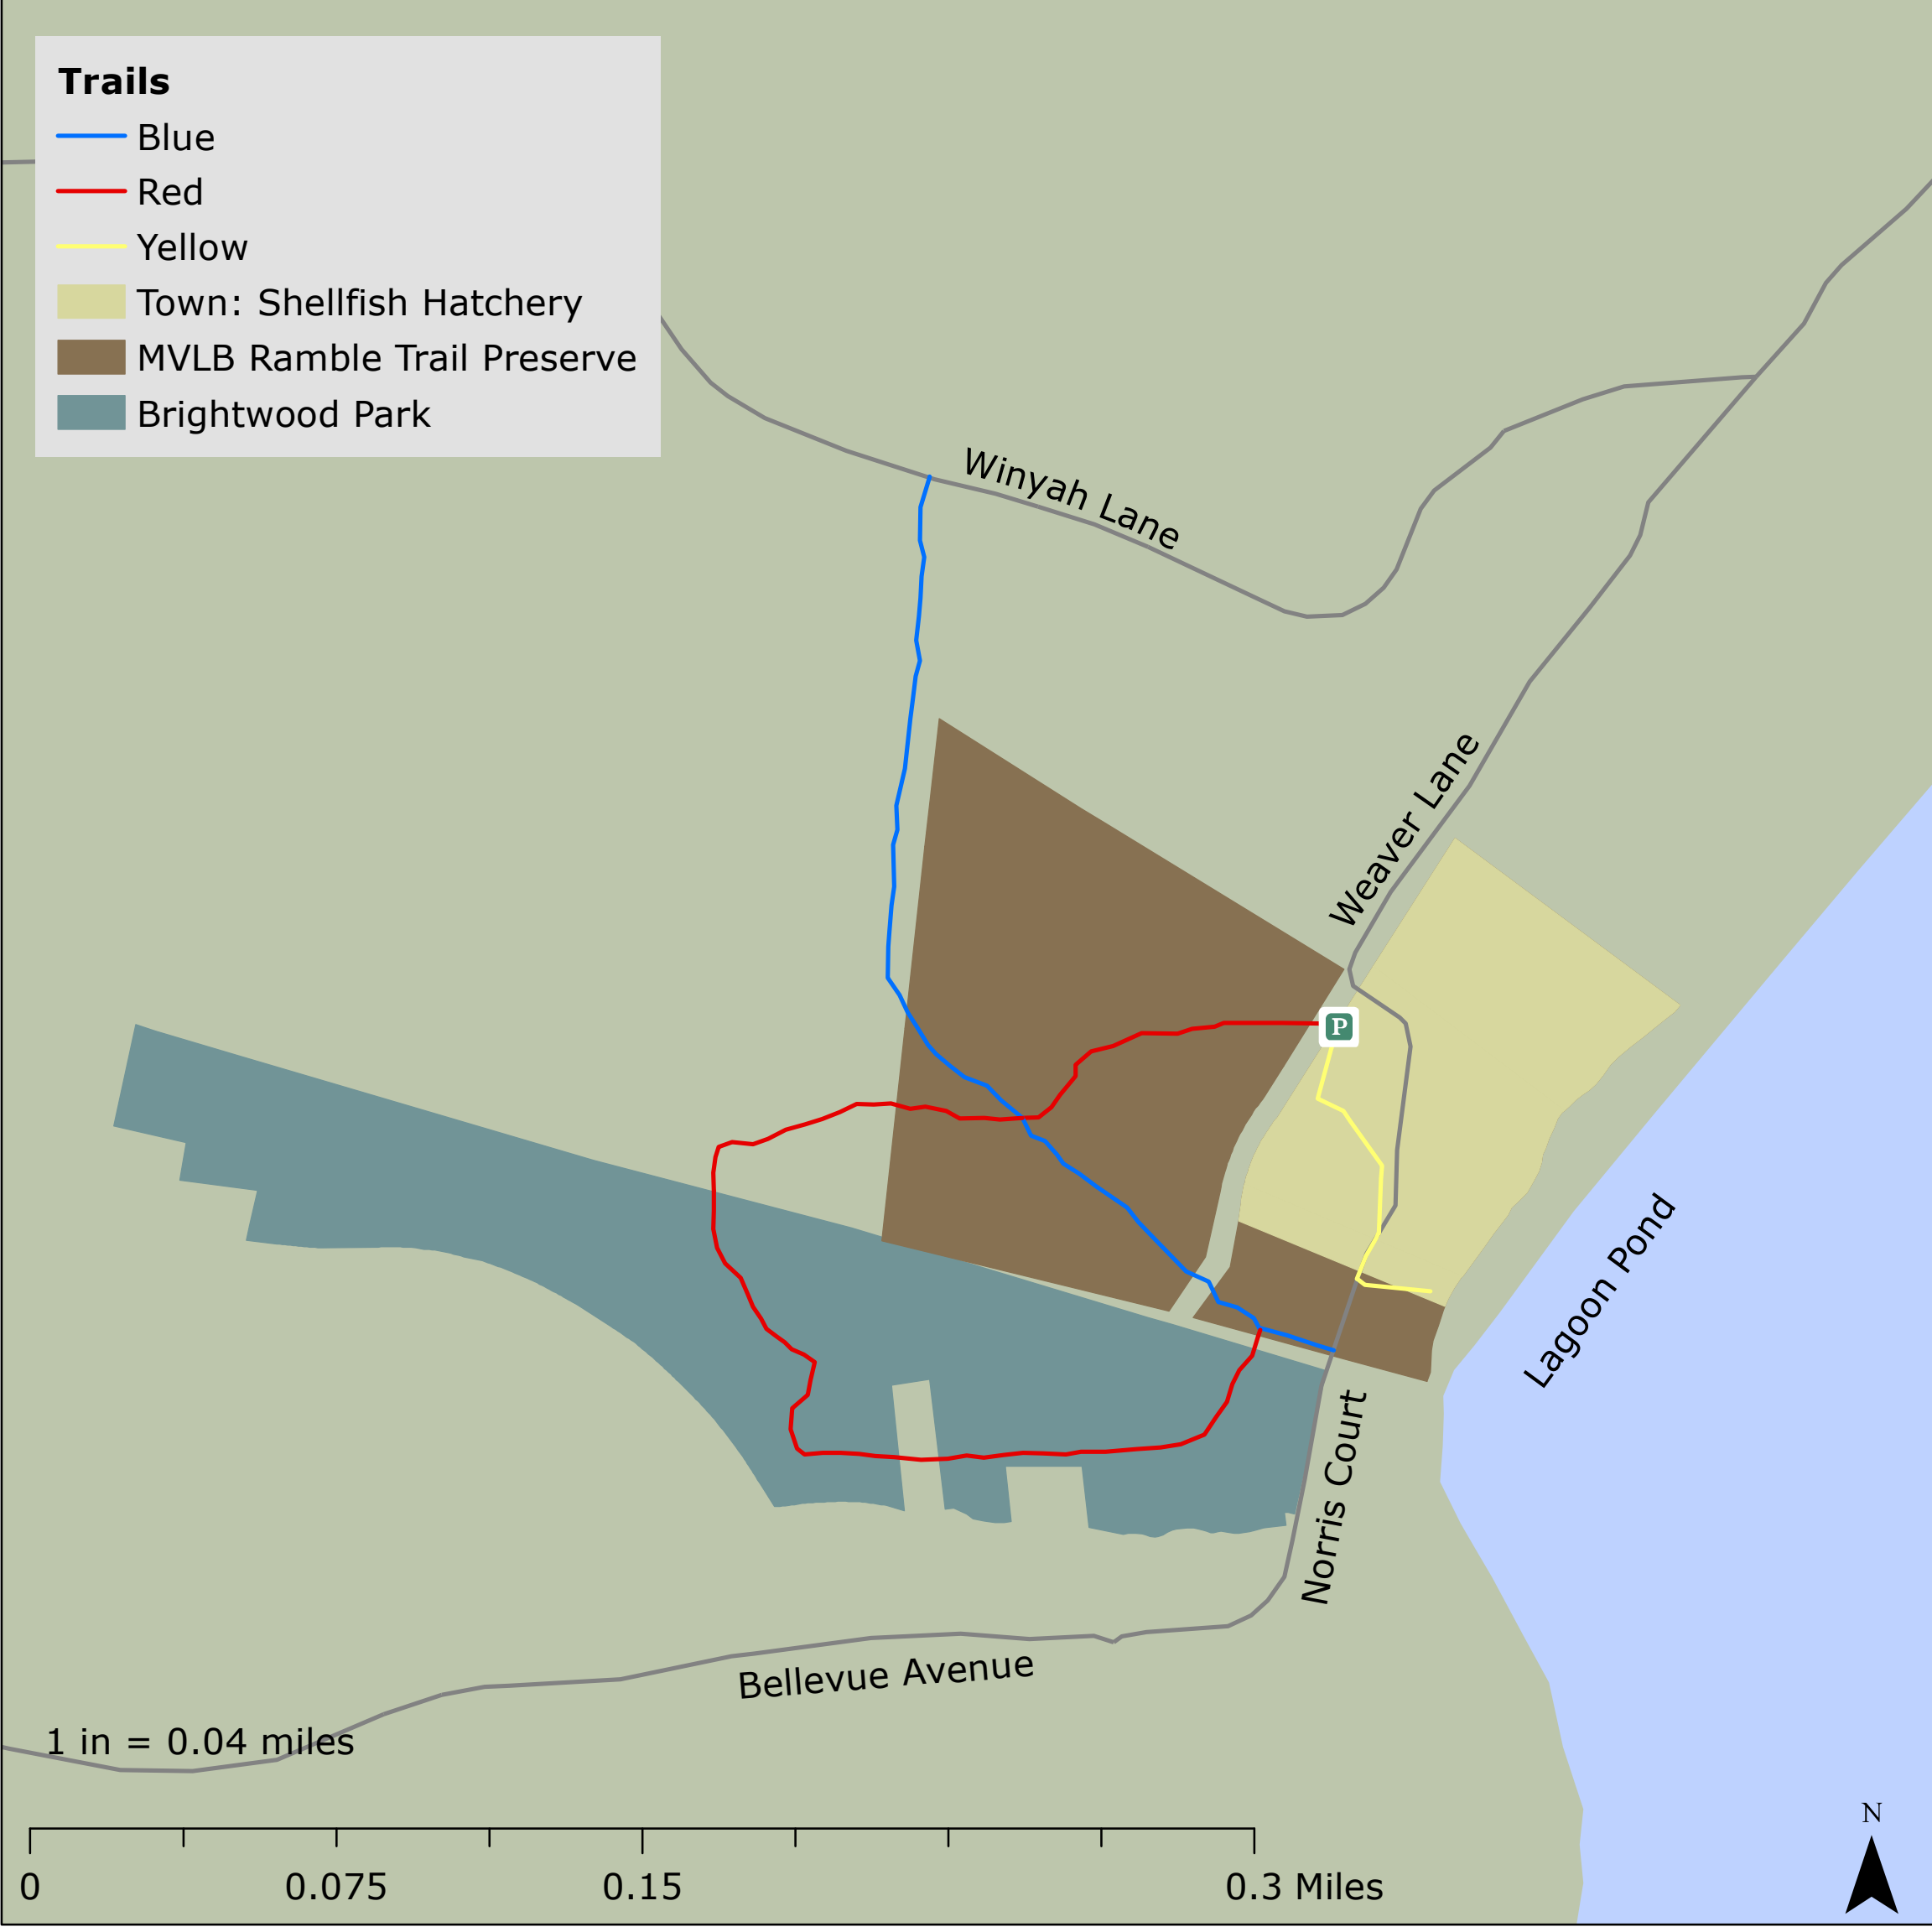 Trails
Blue
Red
Yellow
Town: Shellfish Hatchery
MVLB Ramble Trail Preserve
Brightwood Park
Winyah Lane
Weaver Lane
P
Lagoon Pond
Norris Court
Bellevue Avenue
1 in = 0.04 miles
N
0 0.075 0.15 0.3 Miles